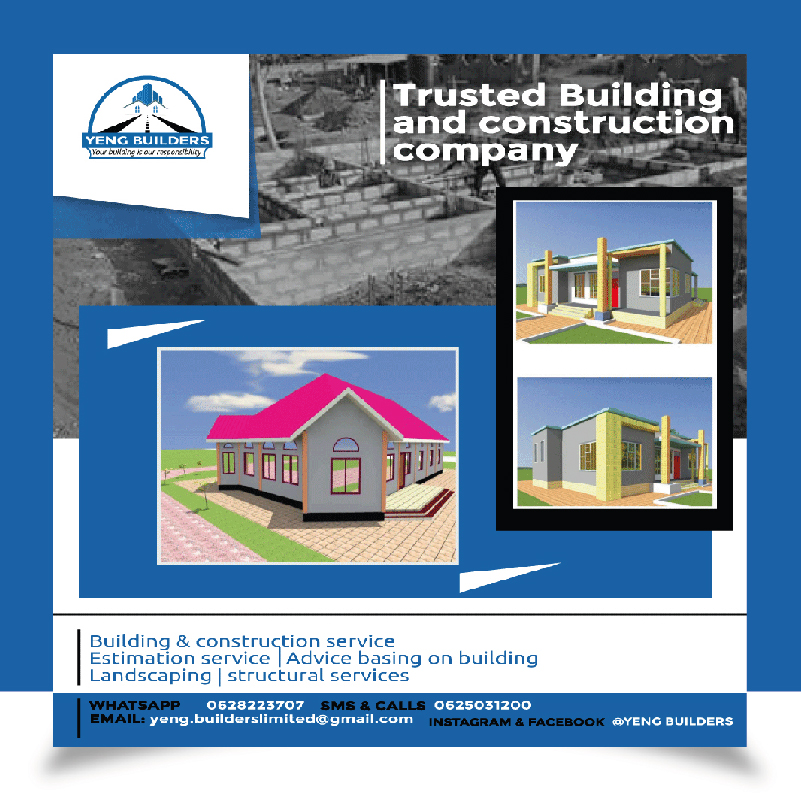 YENG BUILDERS
Your building is our responsibility
Trusted Building
and construction
company
Building & construction service
Estimation service | Advice basing on building
Landscaping | structural services
WHATSAPP 0628223707 SMS & CALLS 0625031200
EMAIL: yeng.builderslimited@gmail.com INSTAGRAM & FACEBOOK @YENG BUILDERS